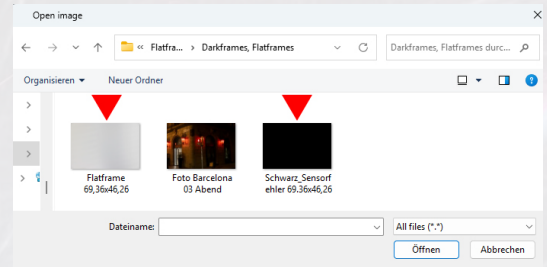 Open image
« Flatfra... > Darkframes, Flatframes
Darkframes, Flatframes durc...
Organisieren
Neuer Ordner
Flatframe
69,36x46,26
Foto Barcelona
03 Abend
Schwarz_Sensorf
ehler 69.36x46,26
Dateiname:
All files (*.*)
Öffnen
Abbrechen